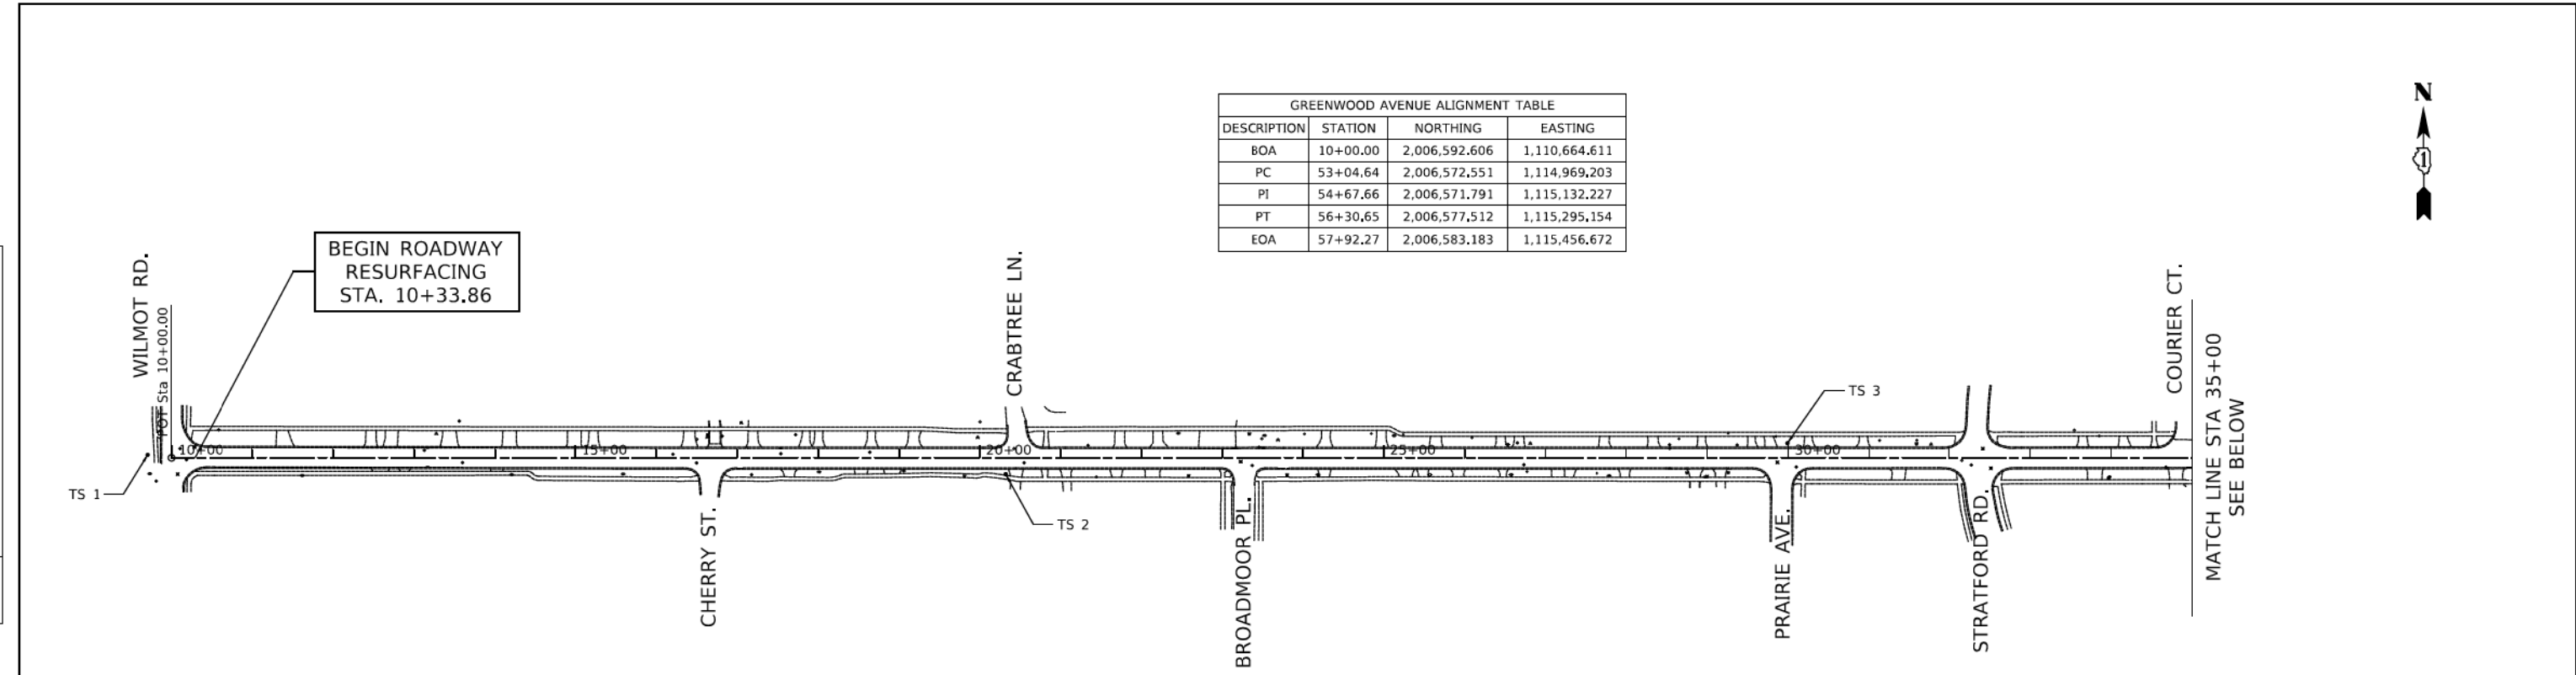 N
1
GREENWOOD AVENUE ALIGNMENT TABLE
DESCRIPTION STATION NORTHING EASTING
BOA 10+00.00 2,006,592.606 1,110,664.611
PC 53+04.64 2,006,572.551 1,114,969.203
PI 54+67.66 2,006,571.791 1,115,132.227
PT 56+30.65 2,006,577.512 1,115,295.154
EOA 57+92.27 2,006,583.183 1,115,456.672
BEGIN ROADWAY
RESURFACING
STA. 10+33.86
WILMOT RD.
POT Sta 10+00.00
CRABTREE LN.
COURIER CT.
MATCH LINE STA 35+00
SEE BELOW
TS 3
10+00
15+00
20+00
25+00
30+00
TS 1
TS 2
CHERRY ST.
BROADMOOR PL.
PRAIRIE AVE.
STRATFORD RD.